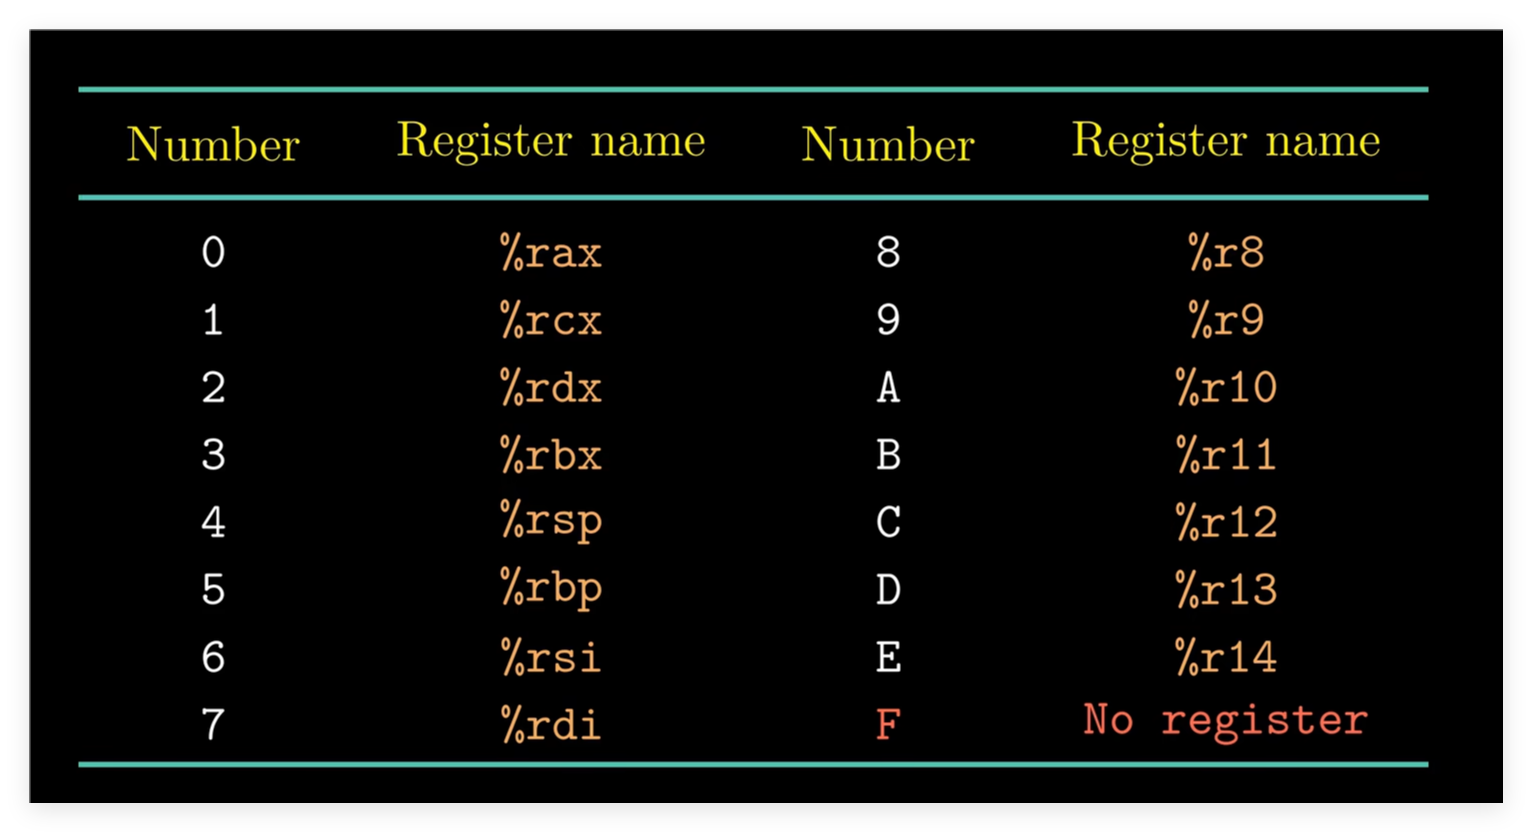 Number Register name Number Register name
0 %rax 8 %r8
1 %rcx 9 %r9
2 %rdx A %r10
3 %rbx B %r11
4 %rsp C %r12
5 %rbp D %r13
6 %rsi E %r14
7 %rdi F No register